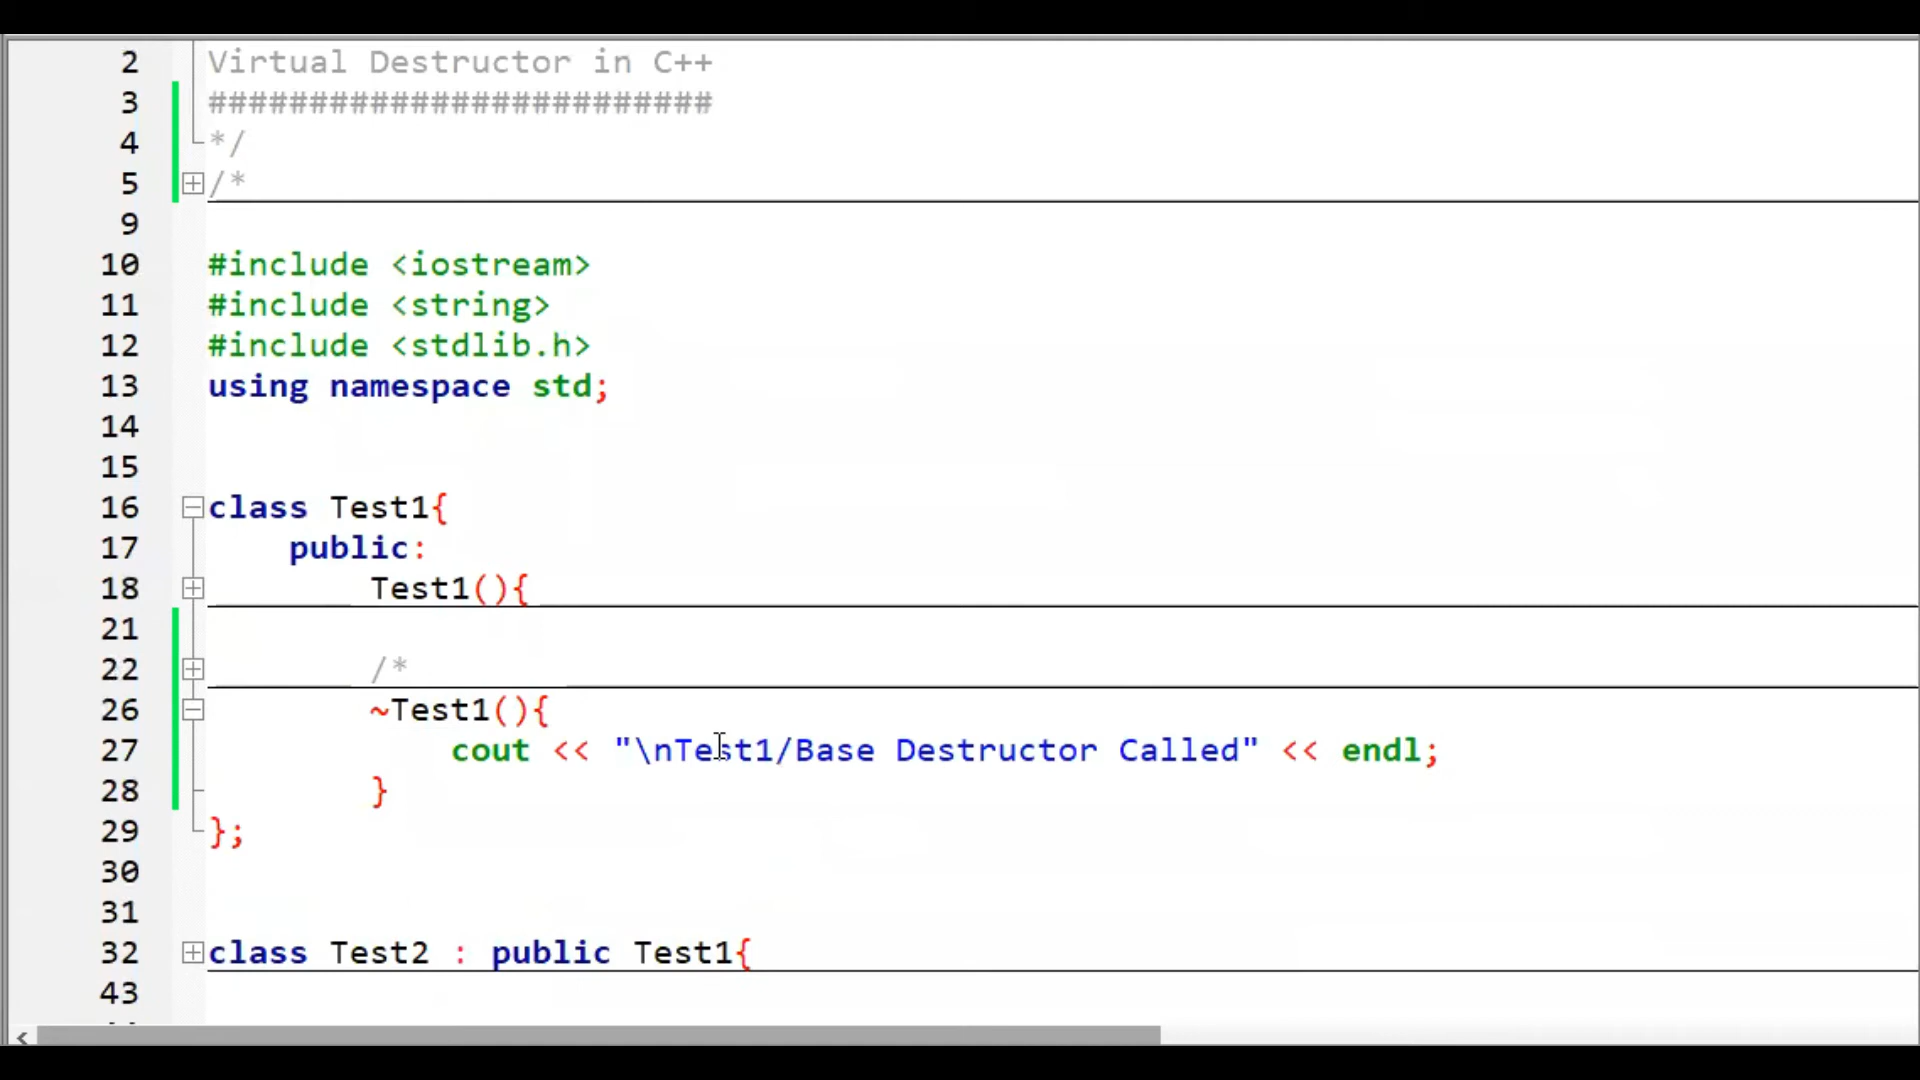 2 Virtual Destructor in C++
3 #########################
4 */
5 /*
9
10 #include <iostream>
11 #include <string>
12 #include <stdlib.h>
13 using namespace std;
14
15
16 class Test1{
17 public:
18 Test1(){
21
22 /*
26 ~Test1(){
27 cout << "\nTest1/Base Destructor Called" << endl;
28 }
29 };
30
31
32 class Test2 : public Test1{
43